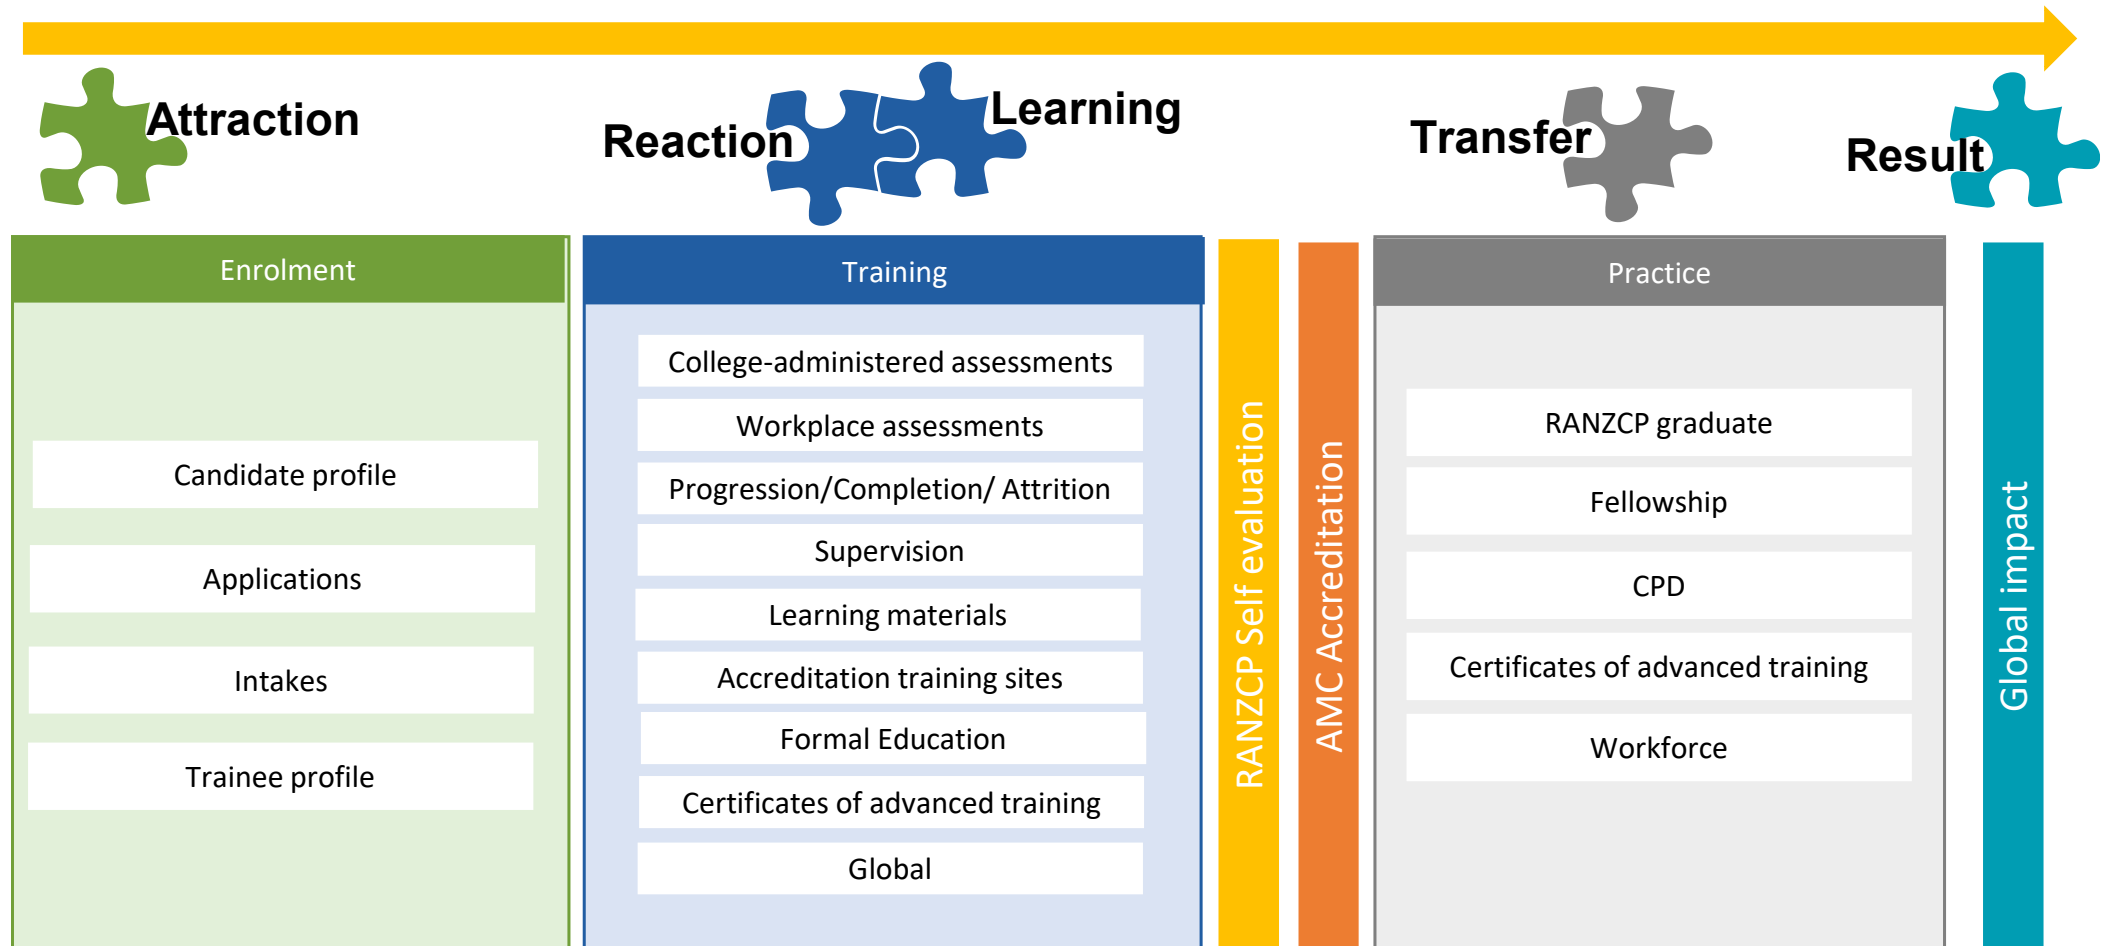 Attraction
Reaction
Learning
Transfer
Result
Enrolment
Candidate profile
Applications
Intakes
Trainee profile
Training
College-administered assessments
Workplace assessments
Progression/Completion/ Attrition
Supervision
Learning materials
Accreditation training sites
Formal Education
Certificates of advanced training
Global
RANZCP Self evaluation
AMC Accreditation
Practice
RANZCP graduate
Fellowship
CPD
Certificates of advanced training
Workforce
Global impact